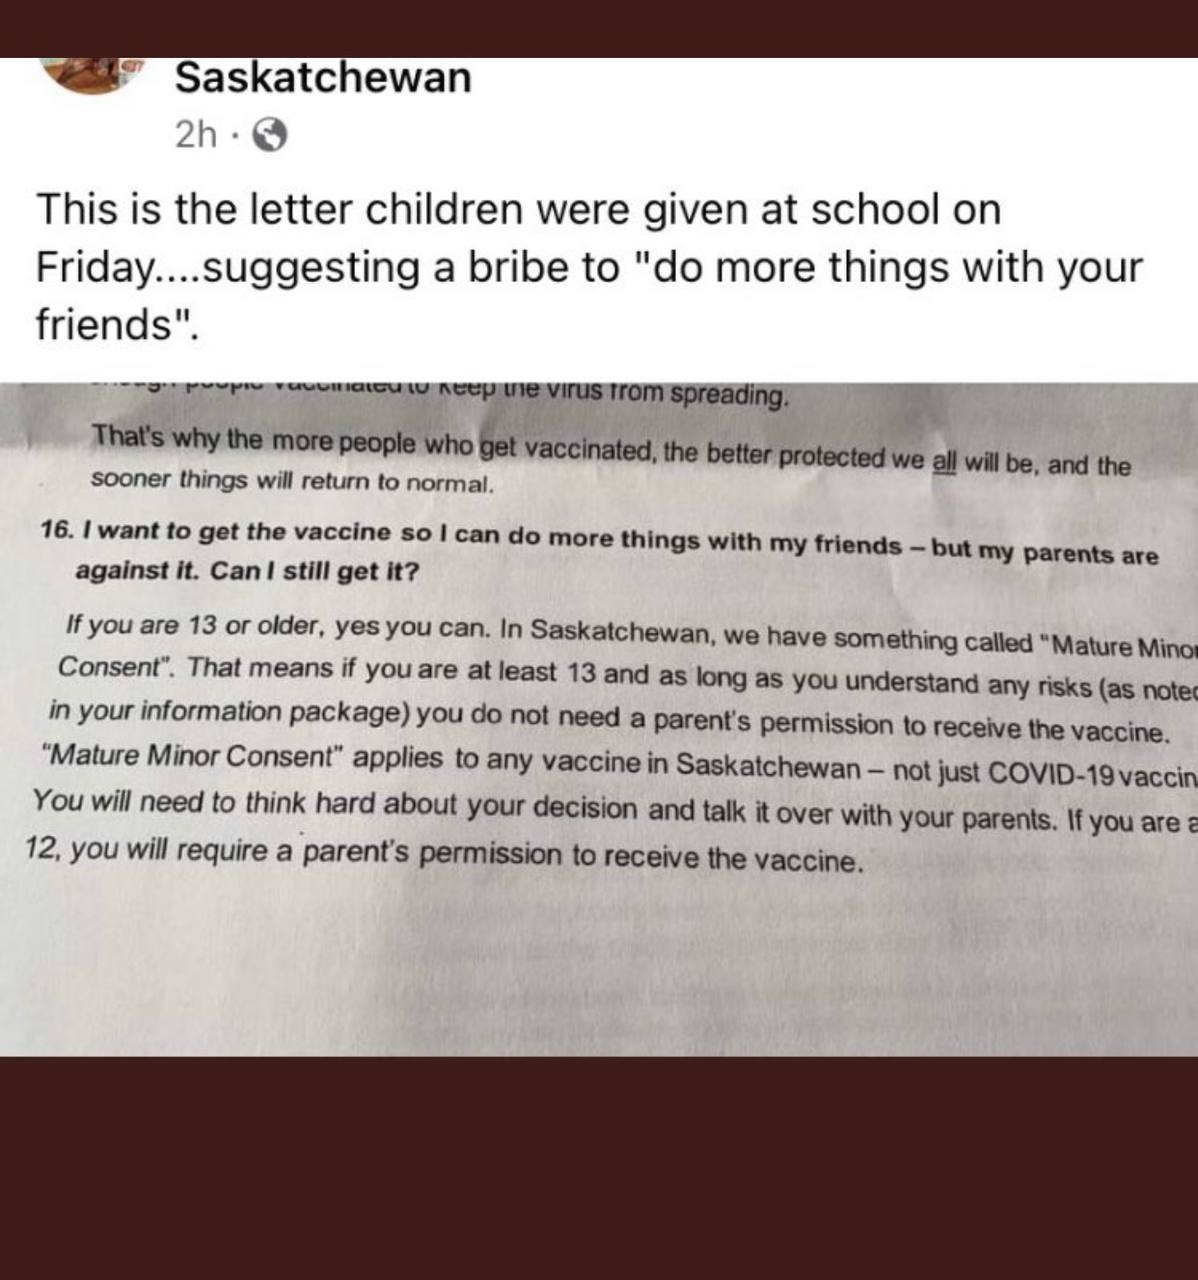 Saskatchewan
2h ·
This is the letter children were given at school on
Friday....suggesting a bribe to "do more things with your
friends".
people vaccinated to keep the virus from spreading.
That's why the more people who get vaccinated, the better protected we all will be, and the
sooner things will return to normal.
16. I want to get the vaccine so I can do more things with my friends – but my parents are
against it. Can I still get it?
If you are 13 or older, yes you can. In Saskatchewan, we have something called "Mature Minor
Consent". That means if you are at least 13 and as long as you understand any risks (as noted
in your information package) you do not need a parent's permission to receive the vaccine.
"Mature Minor Consent" applies to any vaccine in Saskatchewan – not just COVID-19 vaccin
You will need to think hard about your decision and talk it over with your parents. If you are a
12, you will require a parent's permission to receive the vaccine.